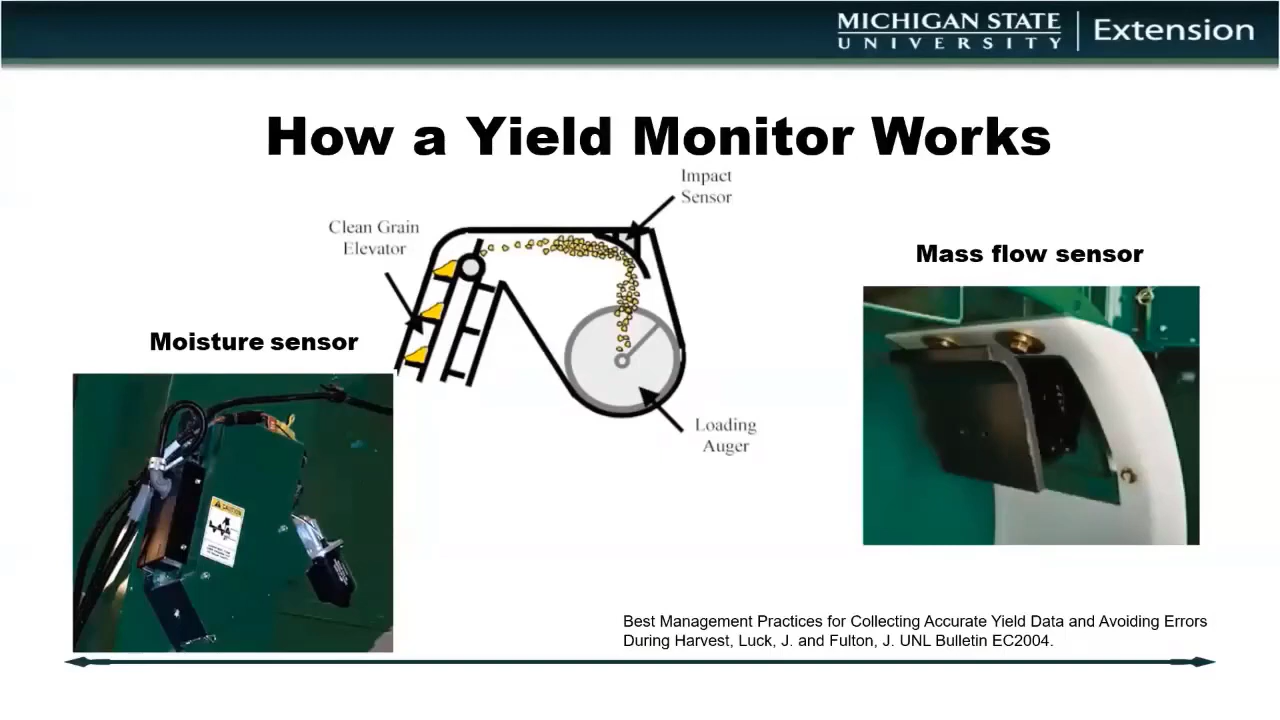 MICHIGAN STATE
UNIVERSITY
Extension
How a Yield Monitor Works
Impact
Sensor
Clean Grain
Elevator
Mass flow sensor
Moisture sensor
Loading
Auger
CAUTION
Best Management Practices for Collecting Accurate Yield Data and Avoiding Errors
During Harvest, Luck, J. and Fulton, J. UNL Bulletin EC2004.